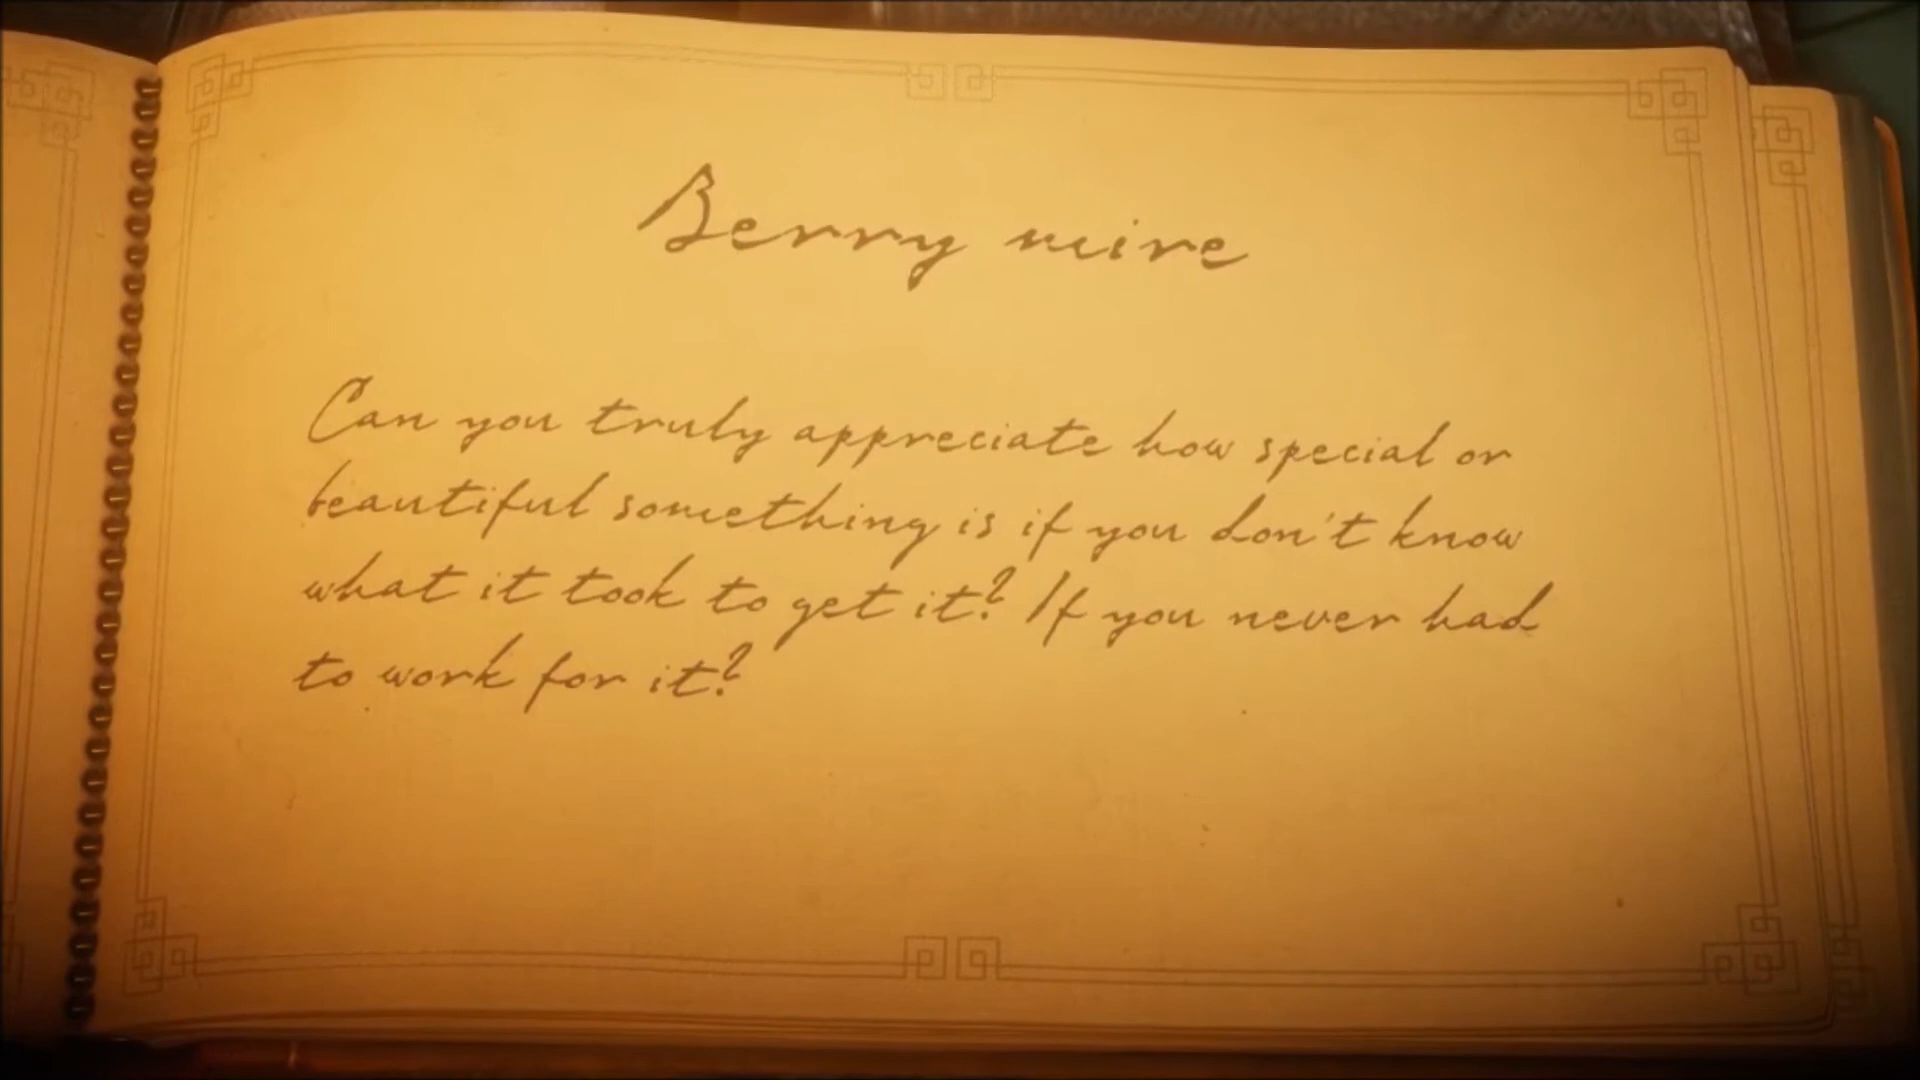 Berry mire
Can you truly appreciate how special or
beautiful something is if you don't know
what it took to get it? If you never had
to work for it?